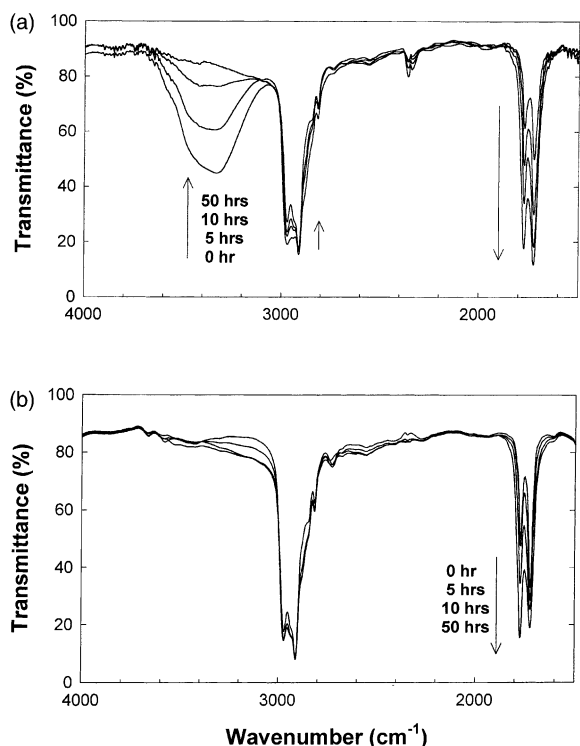 (a)
100
80
60
40
20
0
Transmittance (%)
50 hrs
10 hrs
5 hrs
0 hr
4000 3000 2000
(b)
100
80
60
40
20
0
Transmittance (%)
0 hr
5 hrs
10 hrs
50 hrs
4000 3000 2000
Wavenumber (cm⁻¹)